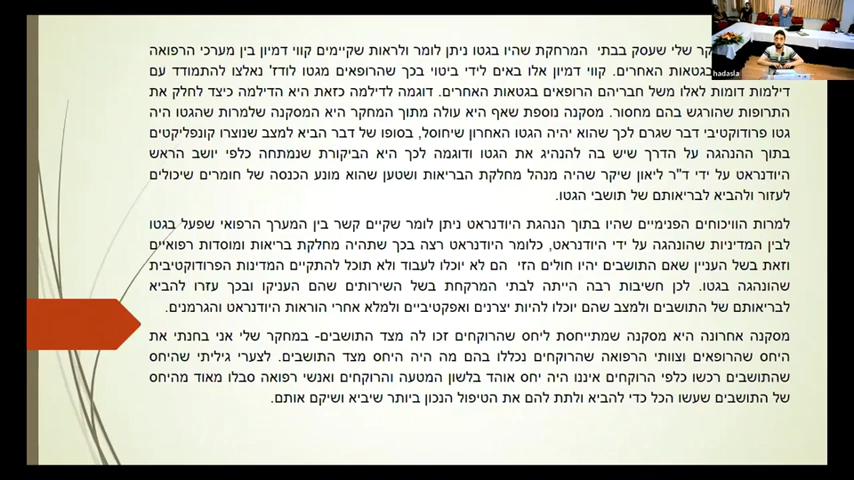 קר שלי שעסק בבתי המרחקת שהיו בגטו ניתן לומר ולראות שקיימים קווי דמיון בין מערכי הרפואה
בגטאות האחרים. קווי דמיון אלו באים לידי ביטוי בכך שהרופאים מגטו לודז' נאלצו להתמודד עם
דילמות דומות לאלו משל חבריהם הרופאים בגטאות האחרים. דוגמה לדילמה כזאת היא הדילמה כיצד לחלק את
התרופות שהורגש בהם מחסור. מסקנה נוספת שאף היא עולה מתוך המחקר היא המסקנה שלמרות שהגטו היה
גטו פרודוקטיבי דבר שגרם לכך שהוא יהיה הגטו האחרון שיחוסל, בסופו של דבר הביא למצב שנוצרו קונפליקטים
בתוך ההנהגה על הדרך שיש בה להנהיג את הגטו ודוגמה לכך היא הביקורת שנמתחה כלפי יושב הראש
היודנראט על ידי ד"ר ליאון שיקר שהיה מנהל מחלקת הבריאות ושטען שהוא מונע הכנסה של חומרים שיכולים
לעזור ולהביא לבריאותם של תושבי הגטו.
למרות הוויכוחים הפנימיים שהיו בתוך הנהגת היודנראט ניתן לומר שקיים קשר בין המערך הרפואי שפעל בגטו
לבין המדיניות שהונהגה על ידי היודנראט, כלומר היודנראט רצה בכך שתהיה מחלקת בריאות ומוסדות רפואיים
וזאת בשל העניין שאם התושבים יהיו חולים הזי הם לא יוכלו לעבוד ולא תוכל להתקיים המדינות הפרודוקטיבית
שהונהגה בגטו. לכן חשיבות רבה הייתה לבתי המרקחת בשל השירותים שהם העניקו ובכך עזרו להביא
לבריאותם של התושבים ולמצב שהם יוכלו להיות יצרנים ואפקטיביים ולמלא אחרי הוראות היודנראט והגרמנים.
מסקנה אחרונה היא מסקנה שמתייחסת ליחס שהרוקחים זכו לה מצד התושבים- במחקר שלי אני בחנתי את
היחס שהרופאים וצוותי הרפואה שהרוקחים נכללו בהם מה היה היחס מצד התושבים. לצערי גיליתי שהיחס
שהתושבים רכשו כלפי הרוקחים איננו היה יחס אוהד בלשון המטעה והרוקחים ואנשי רפואה סבלו מאוד מהיחס
של התושבים שעשו הכל כדי להביא ולתת להם את הטיפול הנכון ביותר שיביא ושיקם אותם.
hadasla